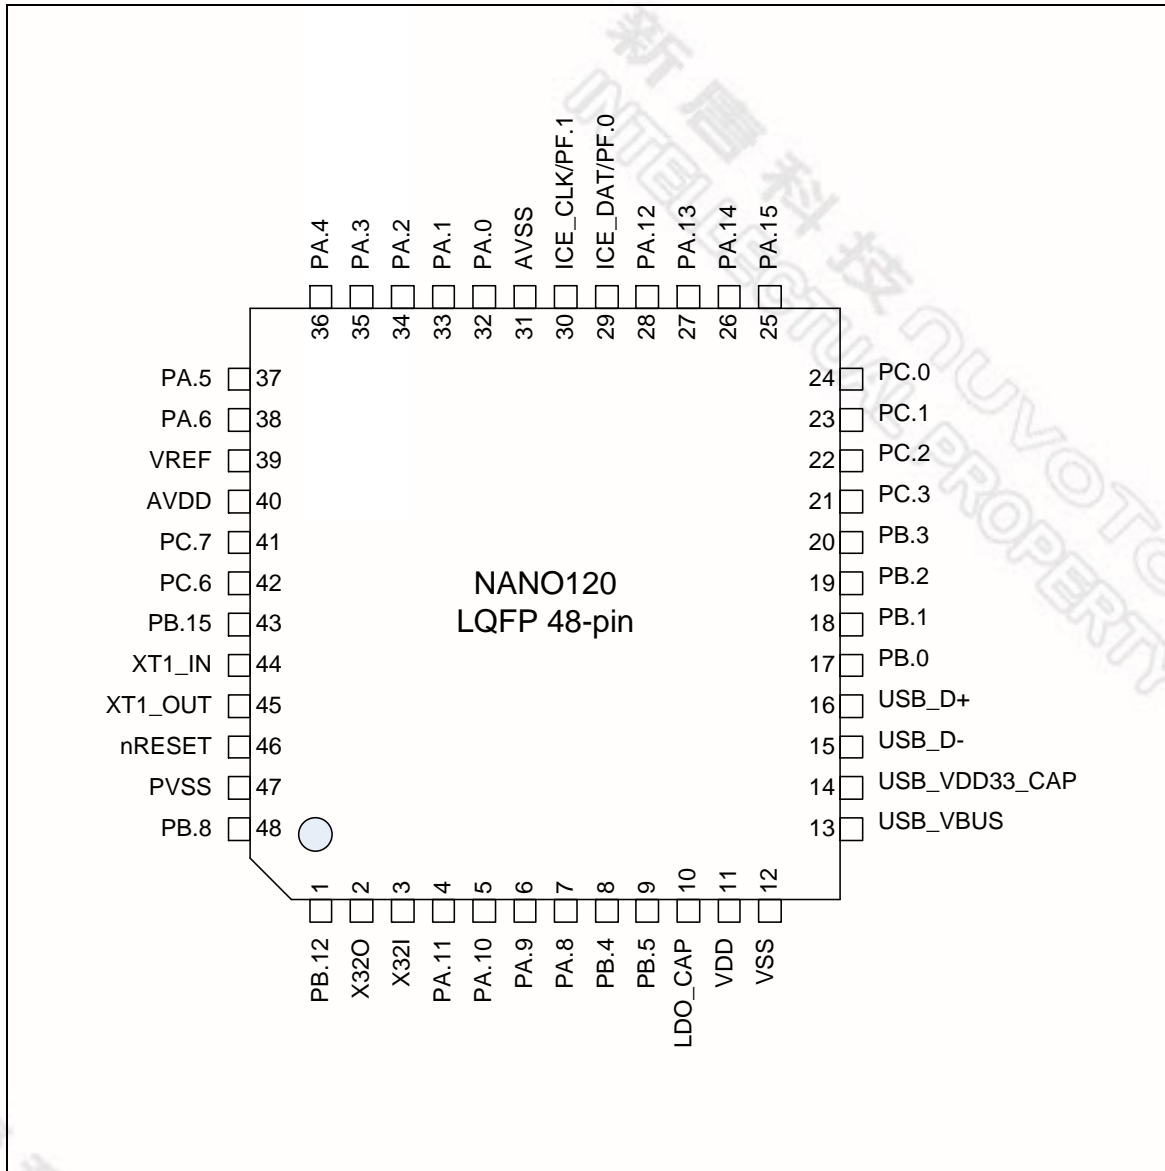 新唐科技 NUVOTO
INTELLECTUAL PROPERTY
PA.4
PA.3
PA.2
PA.1
PA.0
AVSS
ICE_CLK/PF.1
ICE_DAT/PF.0
PA.12
PA.13
PA.14
PA.15
36
35
34
33
32
31
30
29
28
27
26
25
PA.5 37
PA.6 38
VREF 39
AVDD 40
PC.7 41
PC.6 42
PB.15 43
XT1_IN 44
XT1_OUT 45
nRESET 46
PVSS 47
PB.8 48
NANO120
LQFP 48-pin
24 PC.0
23 PC.1
22 PC.2
21 PC.3
20 PB.3
19 PB.2
18 PB.1
17 PB.0
16 USB_D+
15 USB_D-
14 USB_VDD33_CAP
13 USB_VBUS
1
2
3
4
5
6
7
8
9
10
11
12
PB.12
X32O
X32I
PA.11
PA.10
PA.9
PA.8
PB.4
PB.5
LDO_CAP
VDD
VSS